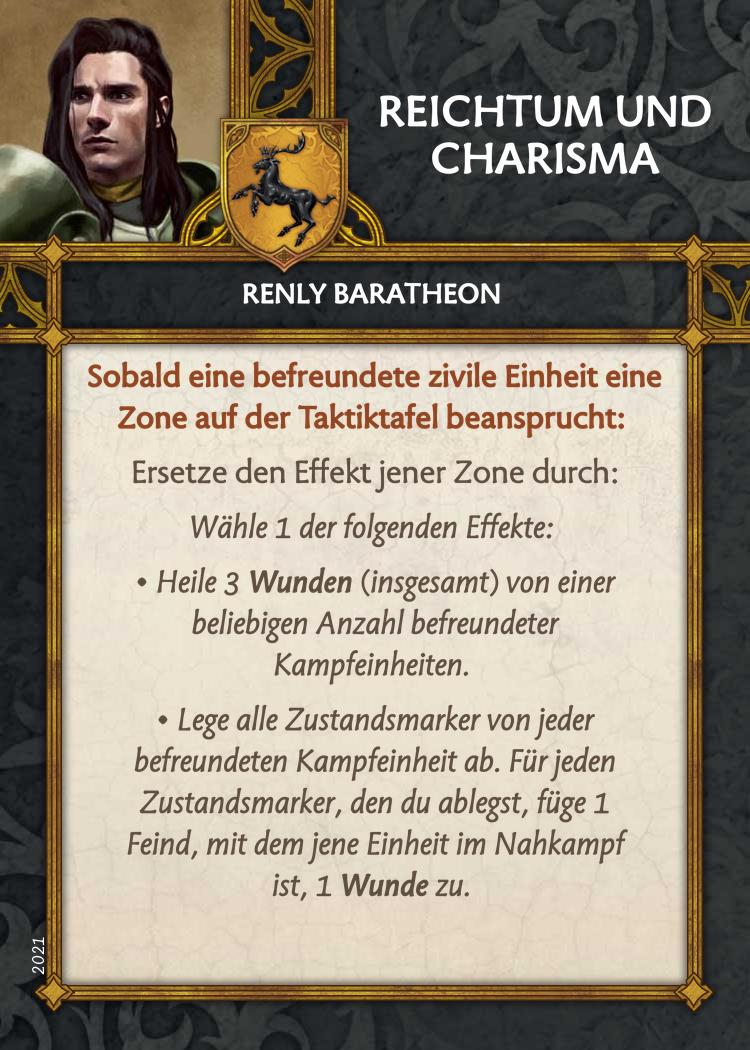 REICHTUM UND
CHARISMA
RENLY BARATHEON
Sobald eine befreundete zivile Einheit eine
Zone auf der Taktiktafel beansprucht:
Ersetze den Effekt jener Zone durch:
Wähle 1 der folgenden Effekte:
• Heile 3 Wunden (insgesamt) von einer
beliebigen Anzahl befreundeter
Kampfeinheiten.
• Lege alle Zustandsmarker von jeder
befreundeten Kampfeinheit ab. Für jeden
Zustandsmarker, den du ablegst, füge 1
Feind, mit dem jene Einheit im Nahkampf
ist, 1 Wunde zu.
2021